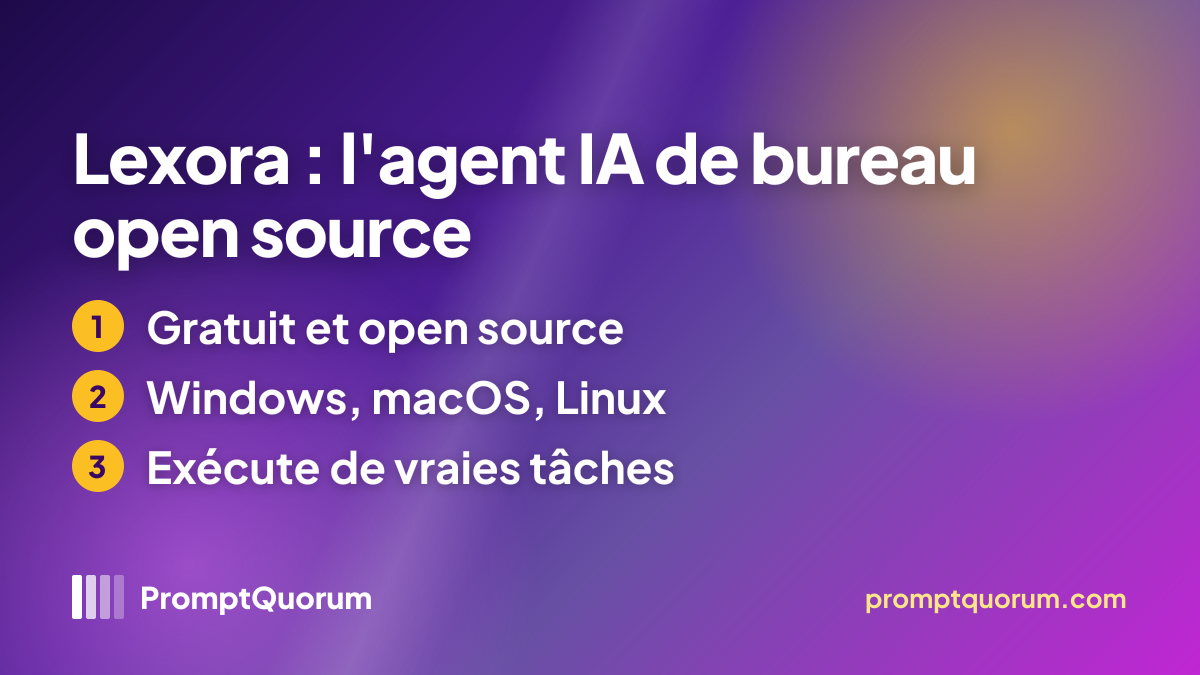 Lexora : l'agent IA de bureau
open source
1 Gratuit et open source
2 Windows, macOS, Linux
3 Exécute de vraies tâches
PromptQuorum
promptquorum.com